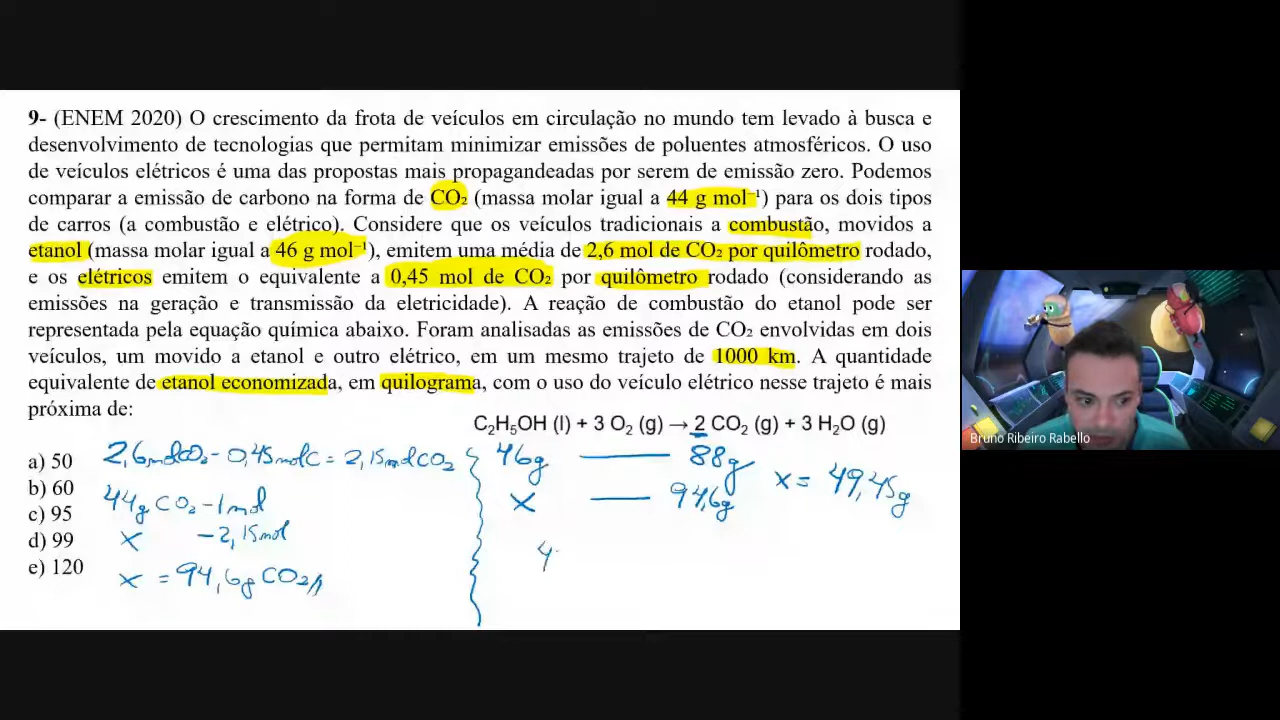 9- (ENEM 2020) O crescimento da frota de veículos em circulação no mundo tem levado à busca e
desenvolvimento de tecnologias que permitam minimizar emissões de poluentes atmosféricos. O uso
de veículos elétricos é uma das propostas mais propagandeadas por serem de emissão zero. Podemos
comparar a emissão de carbono na forma de CO₂ (massa molar igual a 44 g mol⁻¹) para os dois tipos
de carros (a combustão e elétrico). Considere que os veículos tradicionais a combustão, movidos a
etanol (massa molar igual a 46 g mol⁻¹), emitem uma média de 2,6 mol de CO₂ por quilômetro rodado,
e os elétricos emitem o equivalente a 0,45 mol de CO₂ por quilômetro rodado (considerando as
emissões na geração e transmissão da eletricidade). A reação de combustão do etanol pode ser
representada pela equação química abaixo. Foram analisadas as emissões de CO₂ envolvidas em dois
veículos, um movido a etanol e outro elétrico, em um mesmo trajeto de 1000 km. A quantidade
equivalente de etanol economizada, em quilograma, com o uso do veículo elétrico nesse trajeto é mais
próxima de:
C₂H₅OH (l) + 3 O₂ (g) → 2 CO₂ (g) + 3 H₂O (g)
a) 50
b) 60
c) 95
d) 99
e) 120
2,6molCO₂ - 0,45molC = 2,15molCO₂
44g CO₂ - 1mol
x - 2,15mol
x = 94,6g CO₂//
46g — 88g
x — 94,6g
x = 49,45g
4
Bruno Ribeiro Rabello